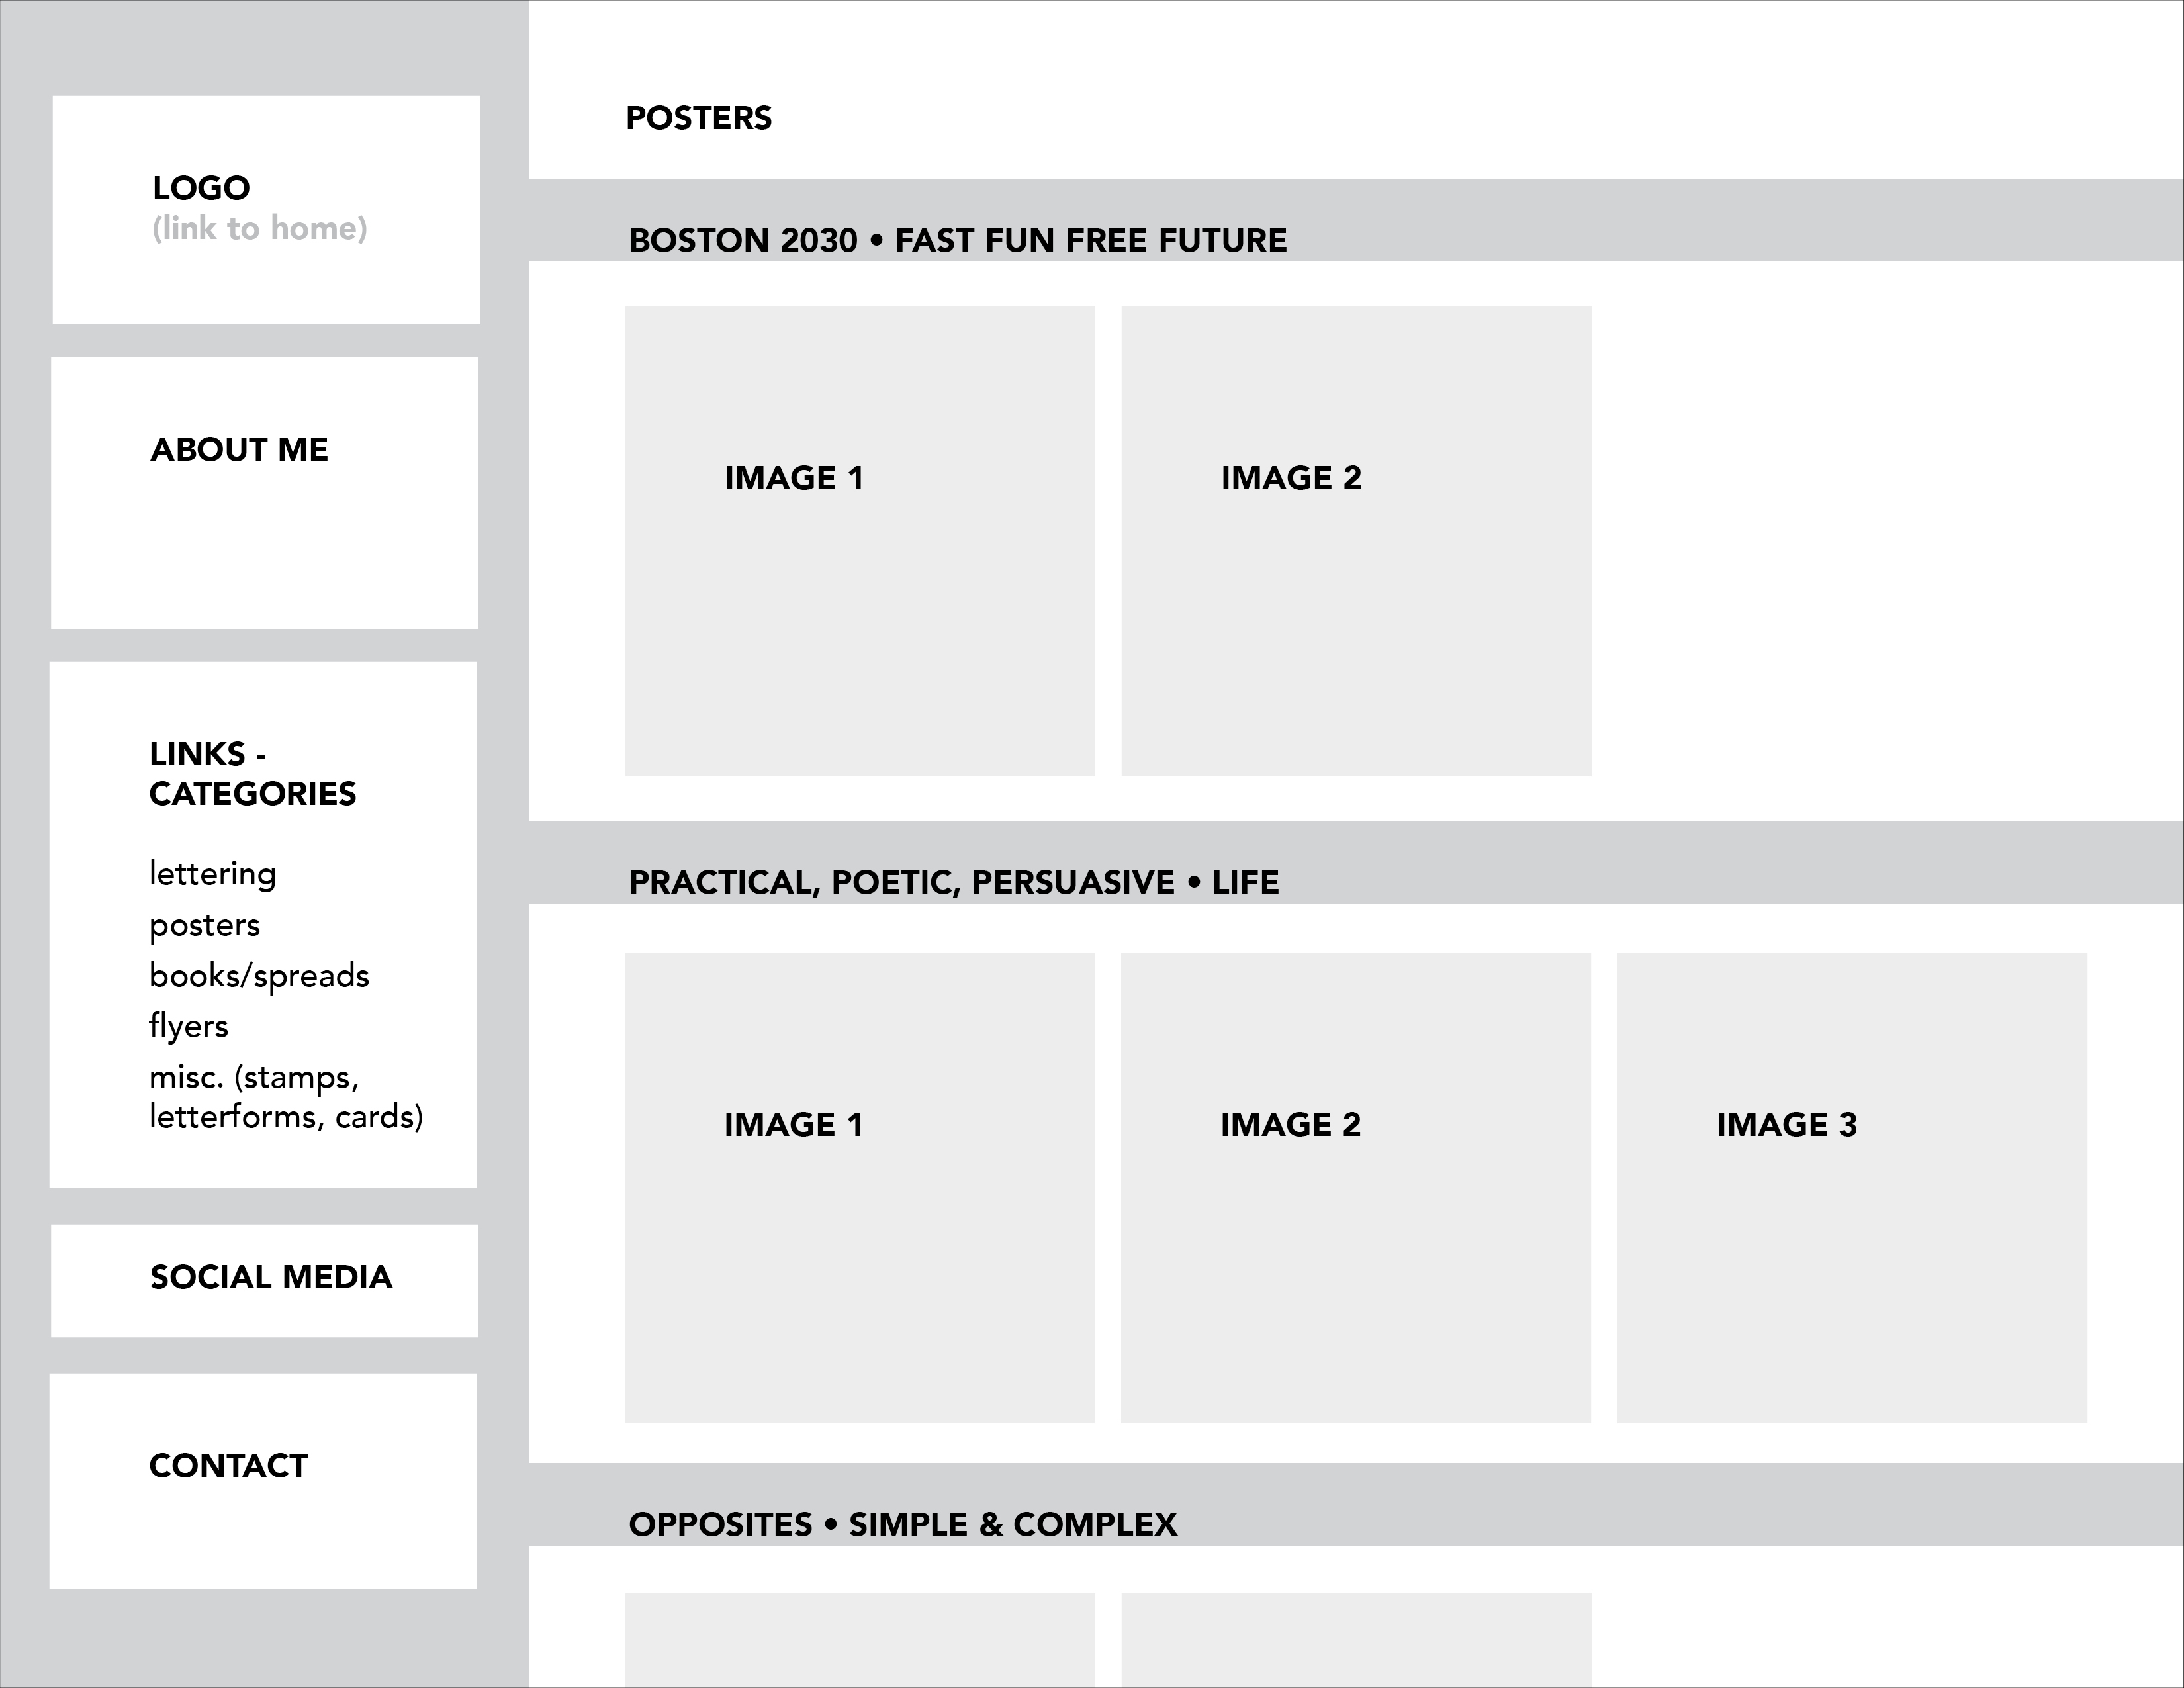 LOGO
(link to home)
ABOUT ME
LINKS -
CATEGORIES
lettering
posters
books/spreads
flyers
misc. (stamps,
letterforms, cards)
SOCIAL MEDIA
CONTACT
POSTERS
BOSTON 2030 • FAST FUN FREE FUTURE
IMAGE 1
IMAGE 2
PRACTICAL, POETIC, PERSUASIVE • LIFE
IMAGE 1
IMAGE 2
IMAGE 3
OPPOSITES • SIMPLE & COMPLEX